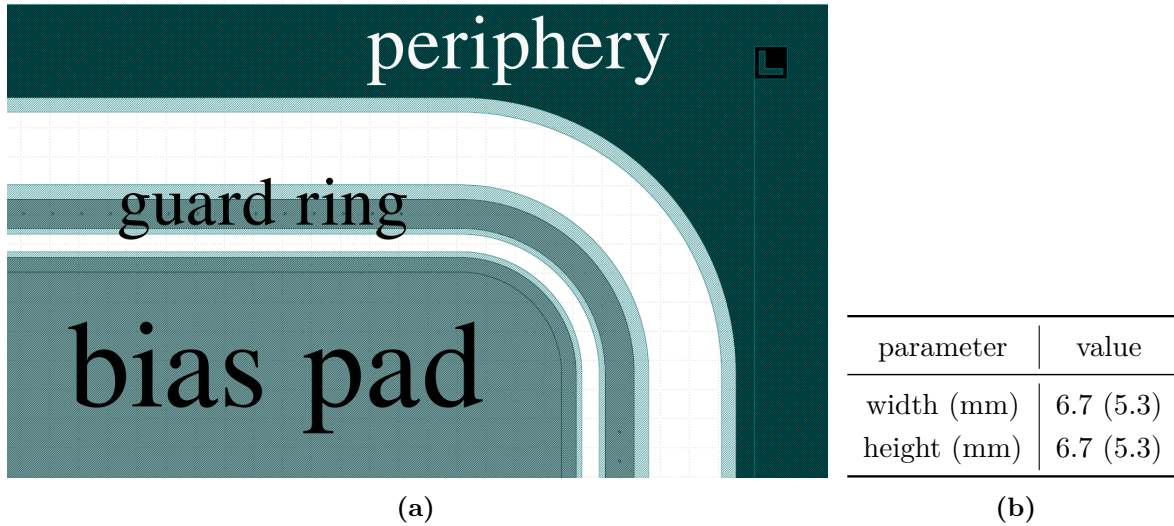 periphery
guard ring
bias pad
parameter value
width (mm) 6.7 (5.3)
height (mm) 6.7 (5.3)
(a)
(b)